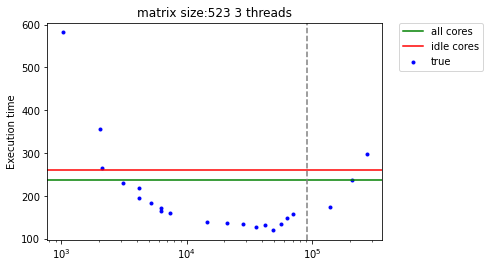 matrix size:523 3 threads
all cores
idle cores
true
Execution time
600
500
400
300
200
100
10³
10⁴
10⁵